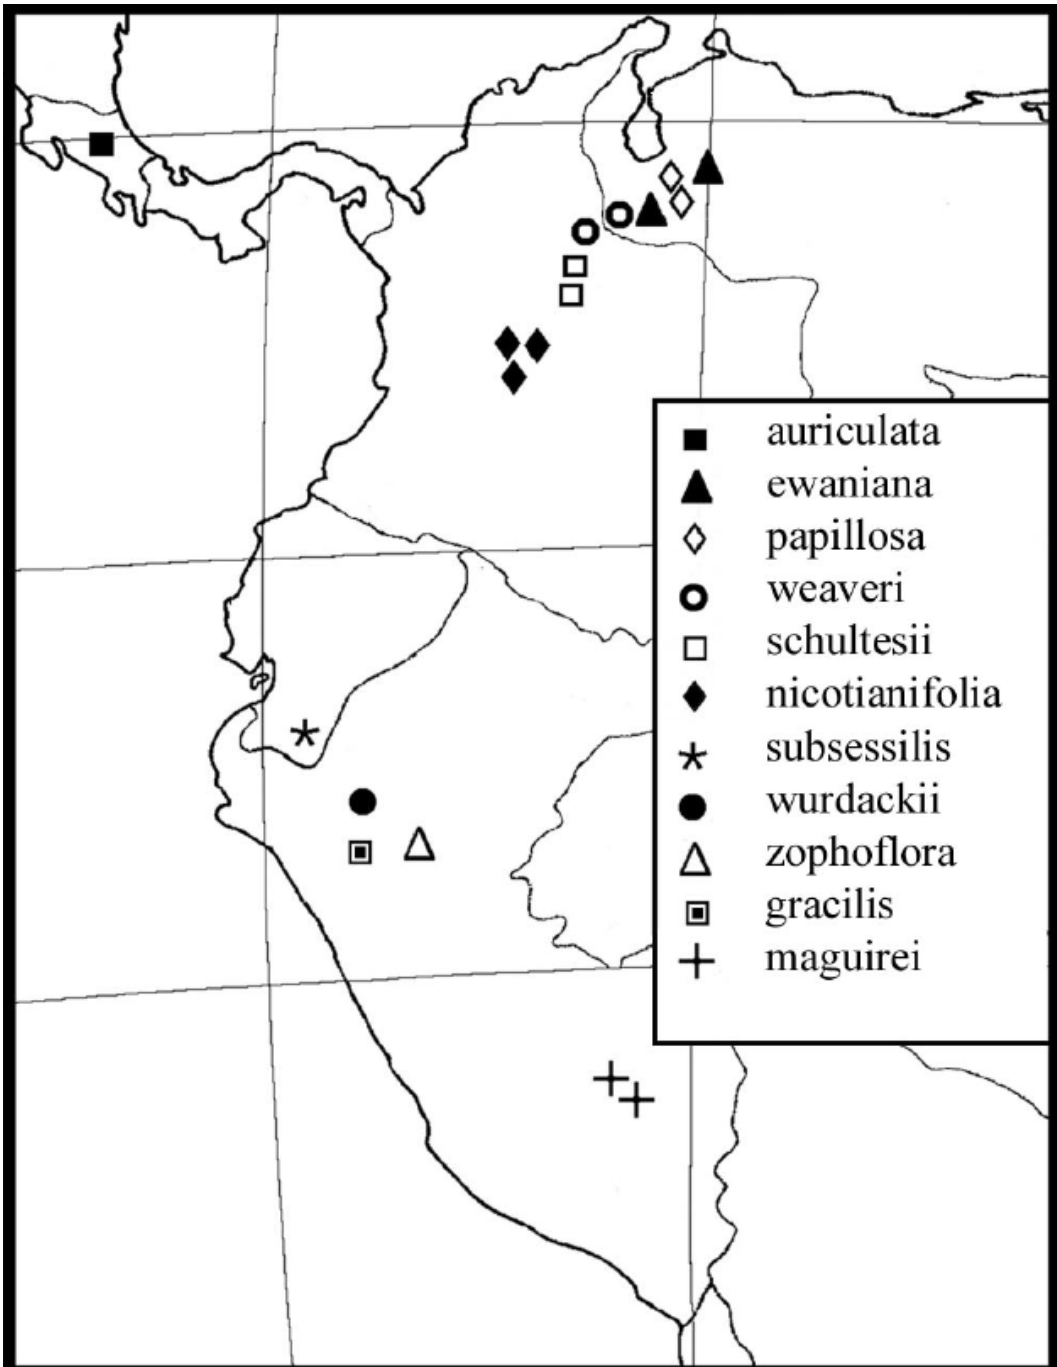 auriculata
ewaniana
papillosa
weaveri
schultesii
nicotianifolia
subsessilis
wurdackii
zophoflora
gracilis
maguirei